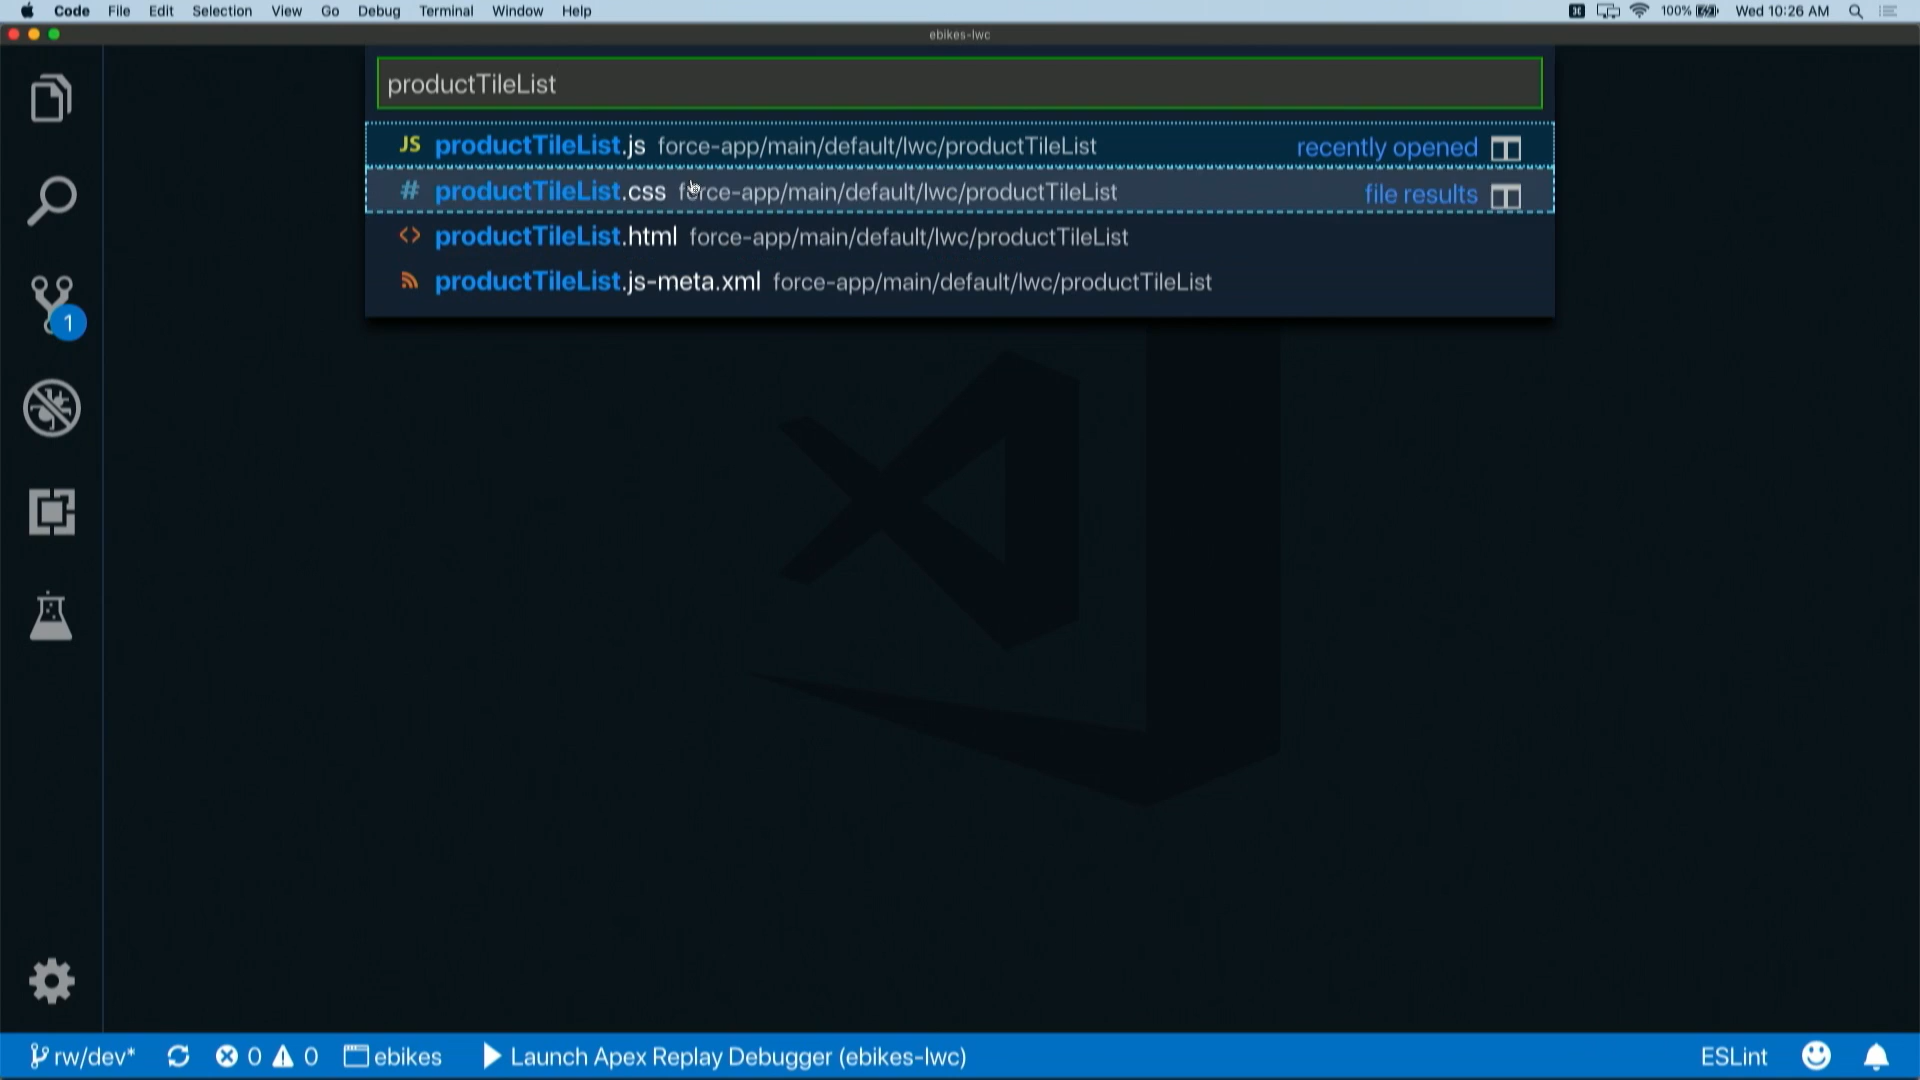 Code File Edit Selection View Go Debug Terminal Window Help 100% Wed 10:26 AM
ebikes-lwc
productTileList
JS productTileList.js force-app/main/default/lwc/productTileList recently opened
# productTileList.css force-app/main/default/lwc/productTileList file results
<> productTileList.html force-app/main/default/lwc/productTileList
productTileList.js-meta.xml force-app/main/default/lwc/productTileList
1
rw/dev* 0 0 ebikes Launch Apex Replay Debugger (ebikes-lwc) ESLint